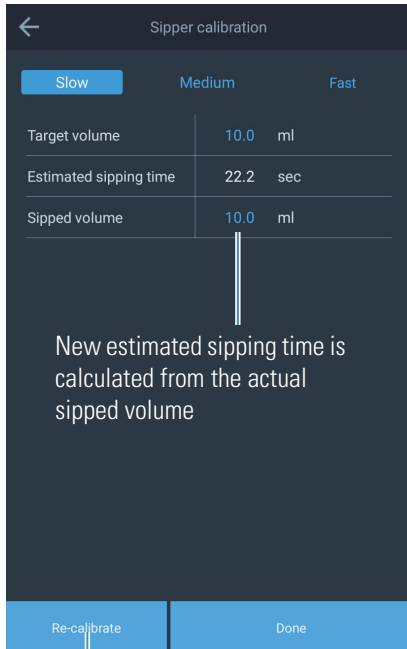 Sipper calibration
Slow Medium Fast
Target volume 10.0 ml
Estimated sipping time 22.2 sec
Sipped volume 10.0 ml
New estimated sipping time is
calculated from the actual
sipped volume
Re-calibrate Done